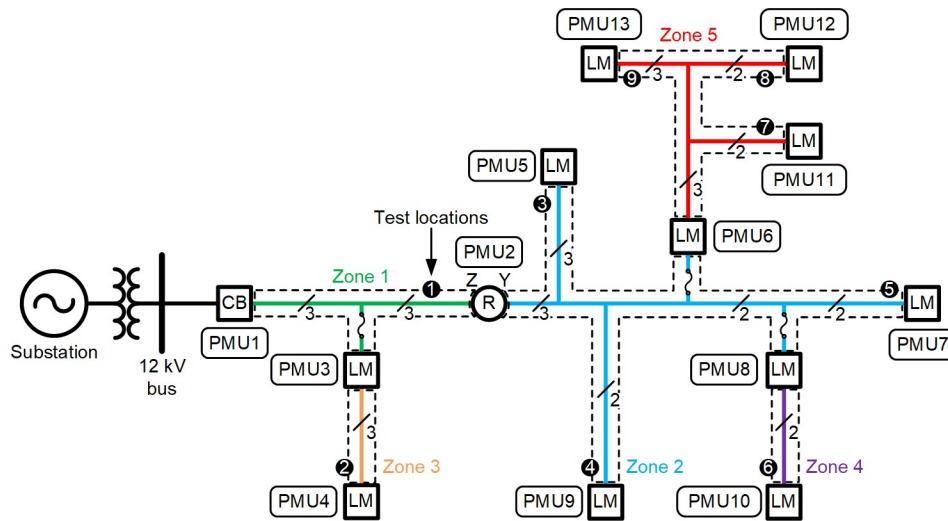 PMU13
Zone 5
PMU12
LM
3
2
LM
9
8
7
LM
2
PMU5
LM
PMU11
3
3
Test locations
PMU2
LM
PMU6
3
Zone 1
Z
Y
1
5
CB
3
3
R
3
2
2
LM
Substation
PMU1
PMU7
12 kV
bus
PMU3
LM
PMU8
LM
2
3
2
2
Zone 3
4
Zone 2
6
Zone 4
PMU4
LM
PMU9
LM
PMU10
LM